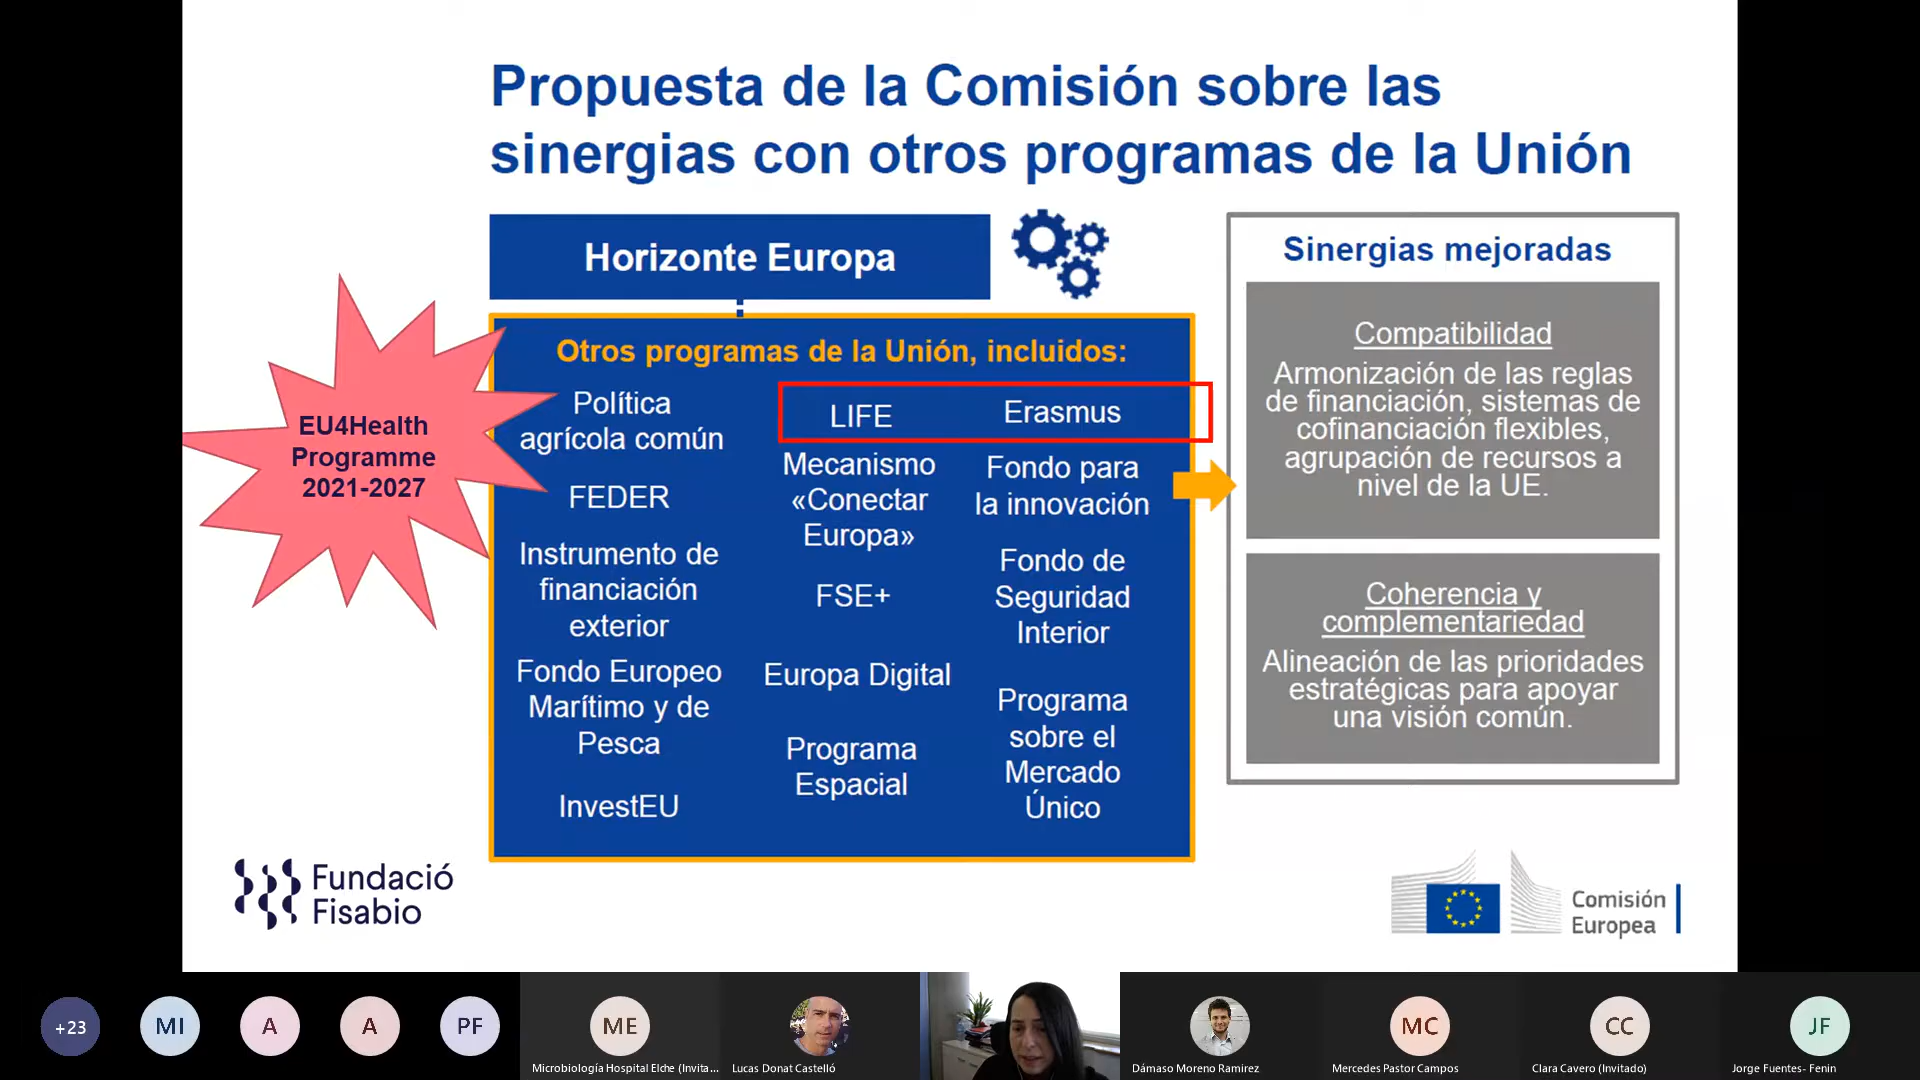 Propuesta de la Comisión sobre las
sinergias con otros programas de la Unión
Horizonte Europa
EU4Health
Programme
2021-2027
Otros programas de la Unión, incluidos:
Política
agrícola común
FEDER
Instrumento de
financiación
exterior
Fondo Europeo
Marítimo y de
Pesca
InvestEU
LIFE
Mecanismo
«Conectar
Europa»
FSE+
Europa Digital
Programa
Espacial
Erasmus
Fondo para
la innovación
Fondo de
Seguridad
Interior
Programa
sobre el
Mercado
Único
Sinergias mejoradas
Compatibilidad
Armonización de las reglas
de financiación, sistemas de
cofinanciación flexibles,
agrupación de recursos a
nivel de la UE.
Coherencia y
complementariedad
Alineación de las prioridades
estratégicas para apoyar
una visión común.
Fundació
Fisabio
Comisión
Europea
+23
MI
A
A
PF
ME
MC
CC
JF
Microbiología Hospital Elche (Invita...
Lucas Donat Castelló
Dámaso Moreno Ramirez
Mercedes Pastor Campos
Clara Cavero (Invitado)
Jorge Fuentes- Fenin